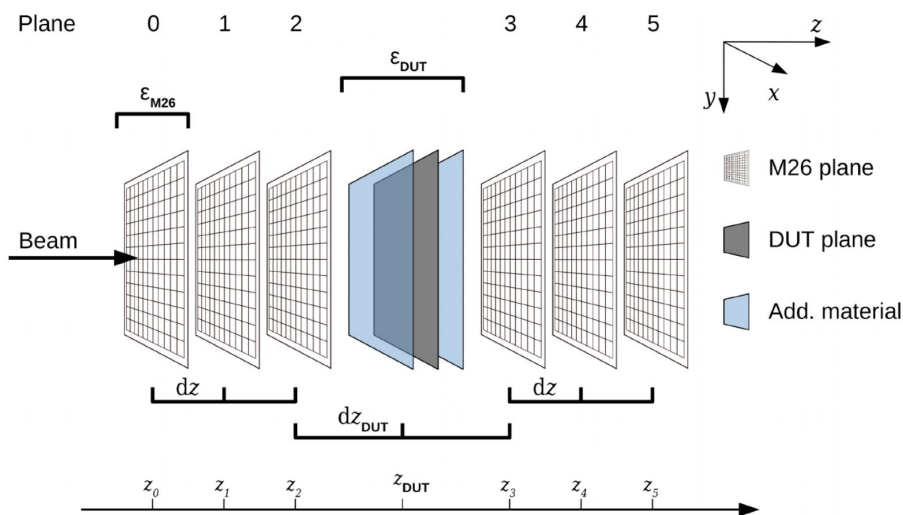 Plane 0 1 2 3 4 5
z
y
x
ε_DUT
ε_M26
M26 plane
DUT plane
Add. material
Beam
dz dz
dz_DUT
z_0 z_1 z_2 z_DUT z_3 z_4 z_5